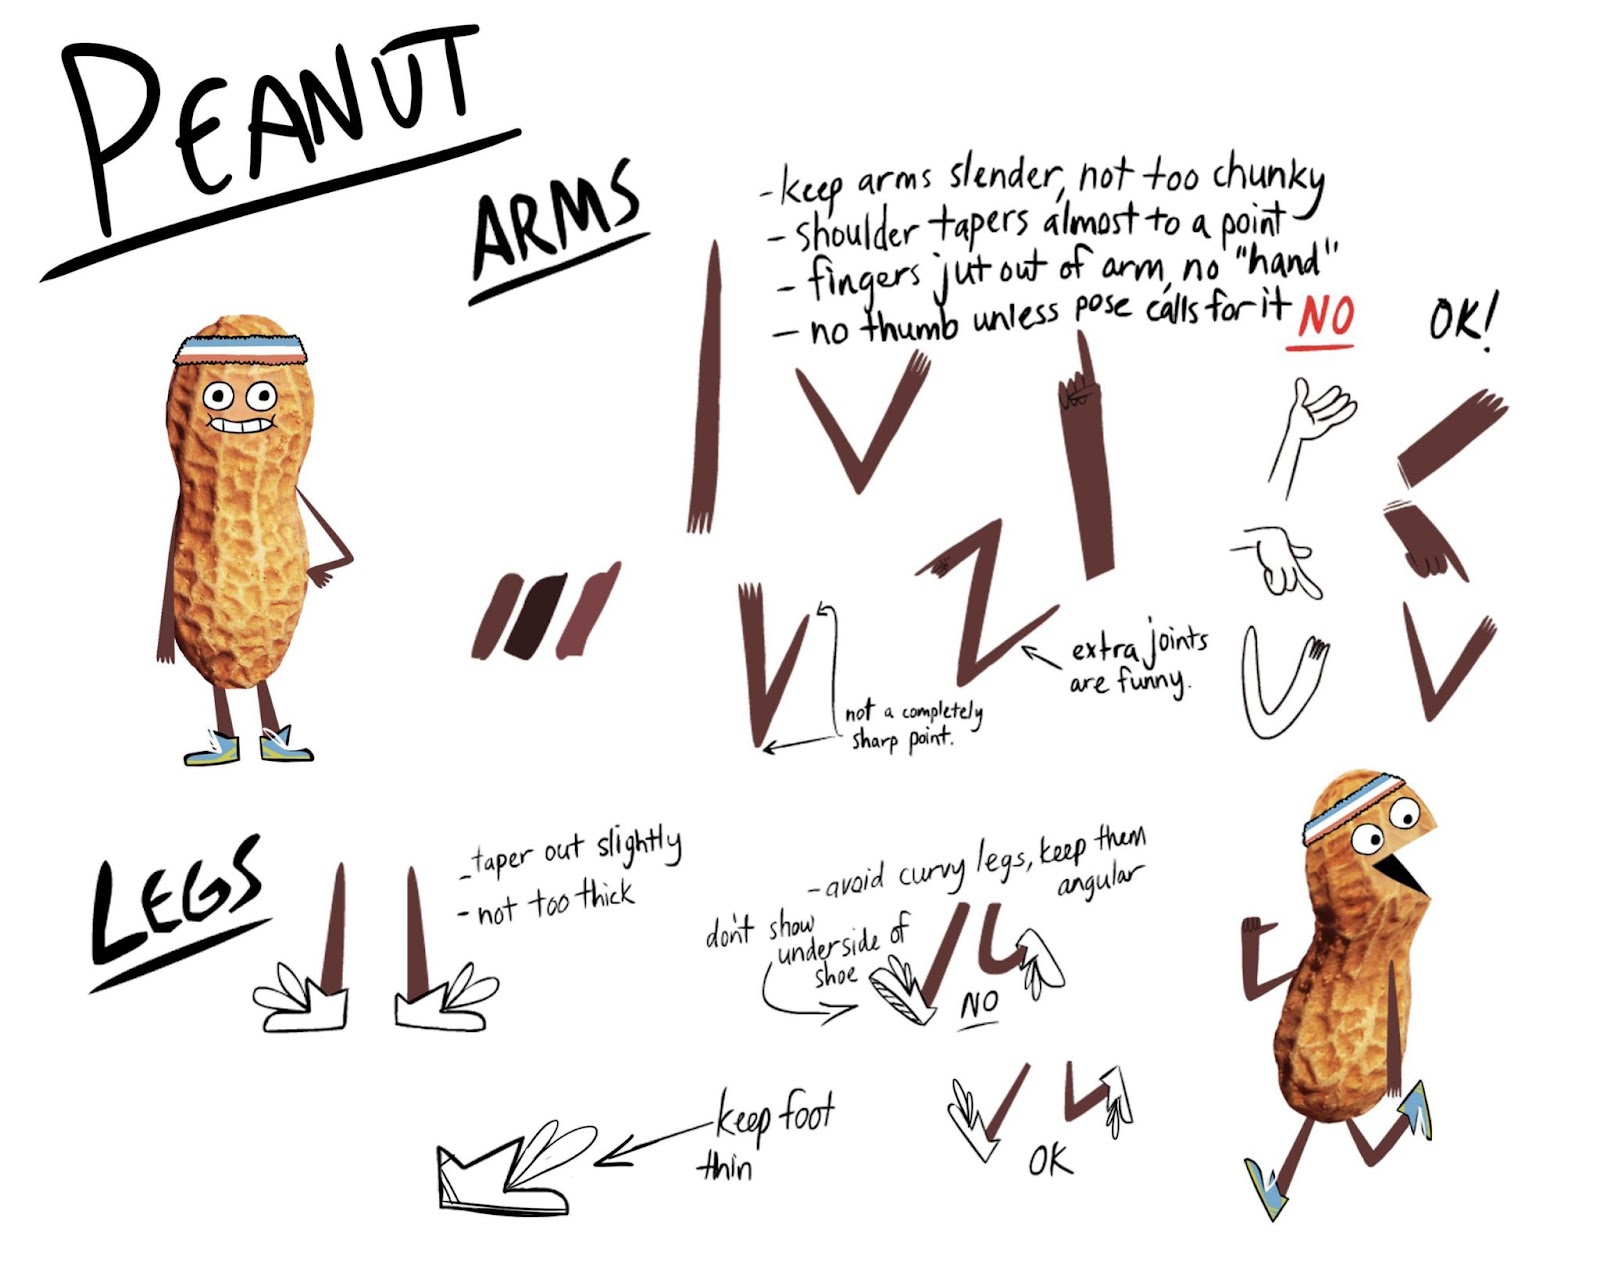 PEANUT
ARMS
- keep arms slender, not too chunky
- shoulder tapers almost to a point
- fingers jut out of arm, no "hand"
- no thumb unless pose calls for it
NO
OK!
extra joints
are funny.
not a completely
sharp point.
LEGS
- taper out slightly
- not too thick
- avoid curvy legs, keep them
angular
don't show
underside of
shoe
NO
keep foot
thin
OK